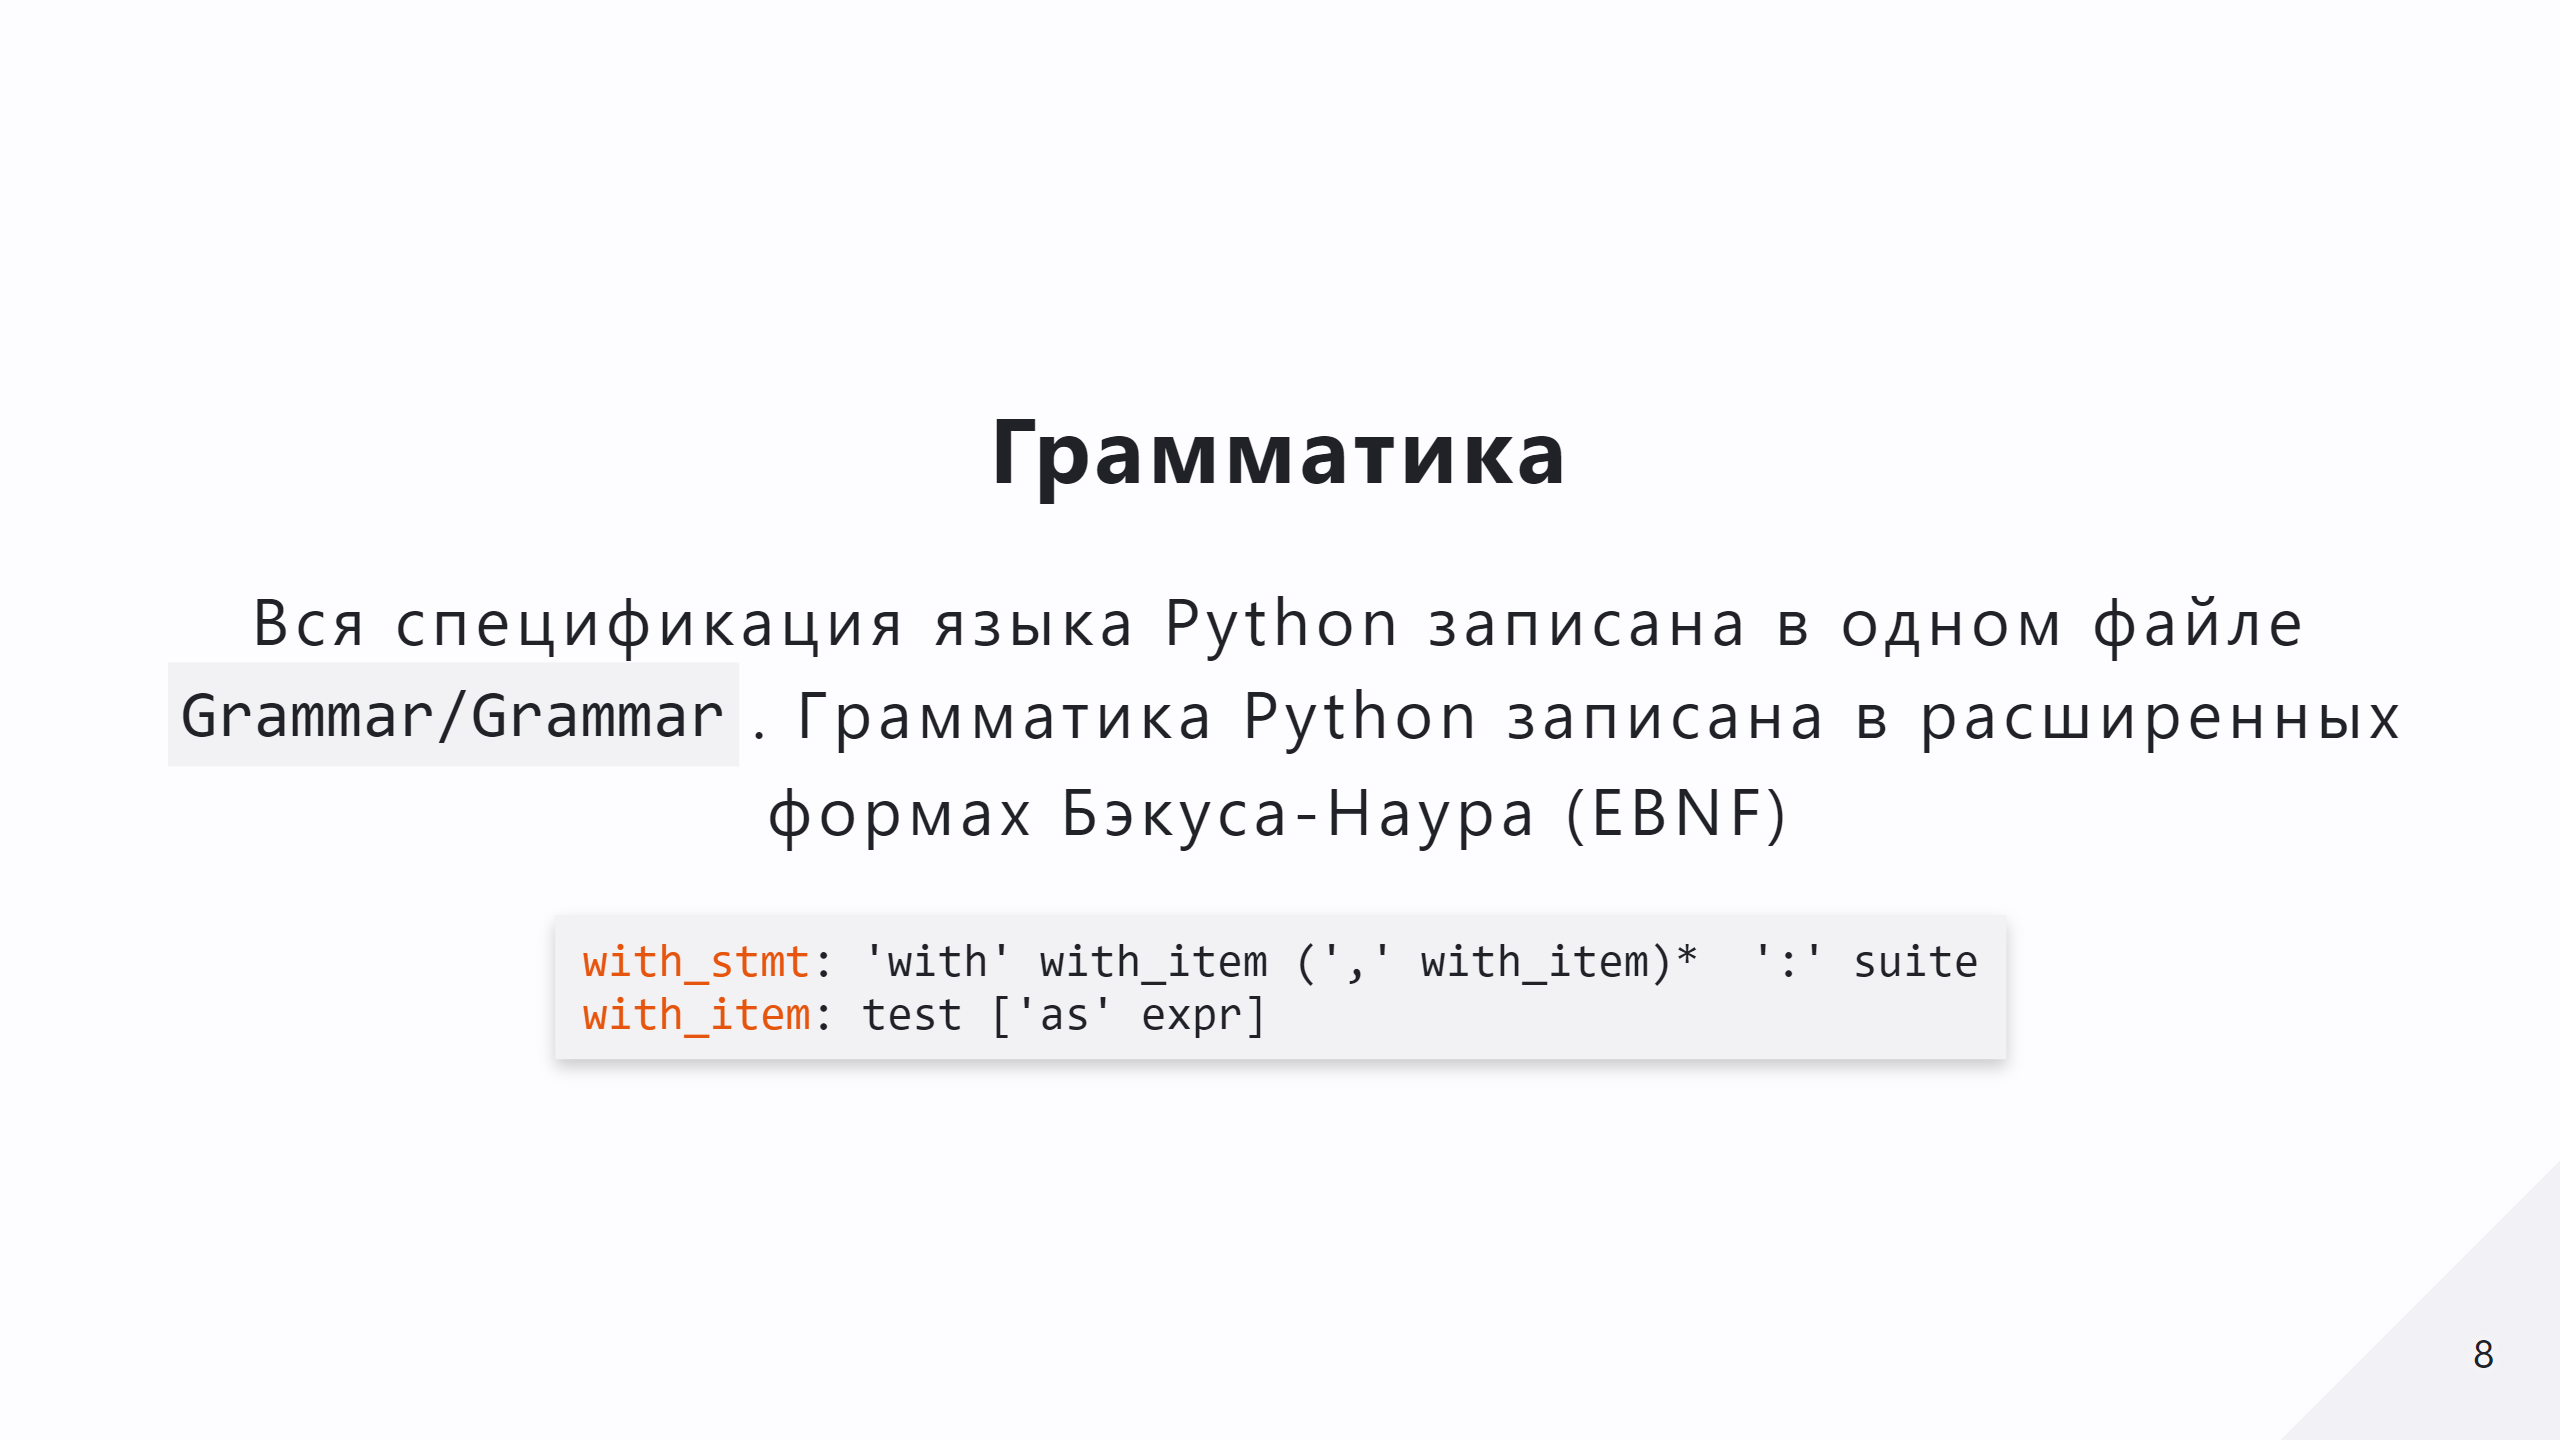 Грамматика
Вся спецификация языка Python записана в одном файле
Grammar/Grammar . Грамматика Python записана в расширенных
формах Бэкуса-Наура (EBNF)
with_stmt: 'with' with_item (',' with_item)*  ':' suite
with_item: test ['as' expr]
8